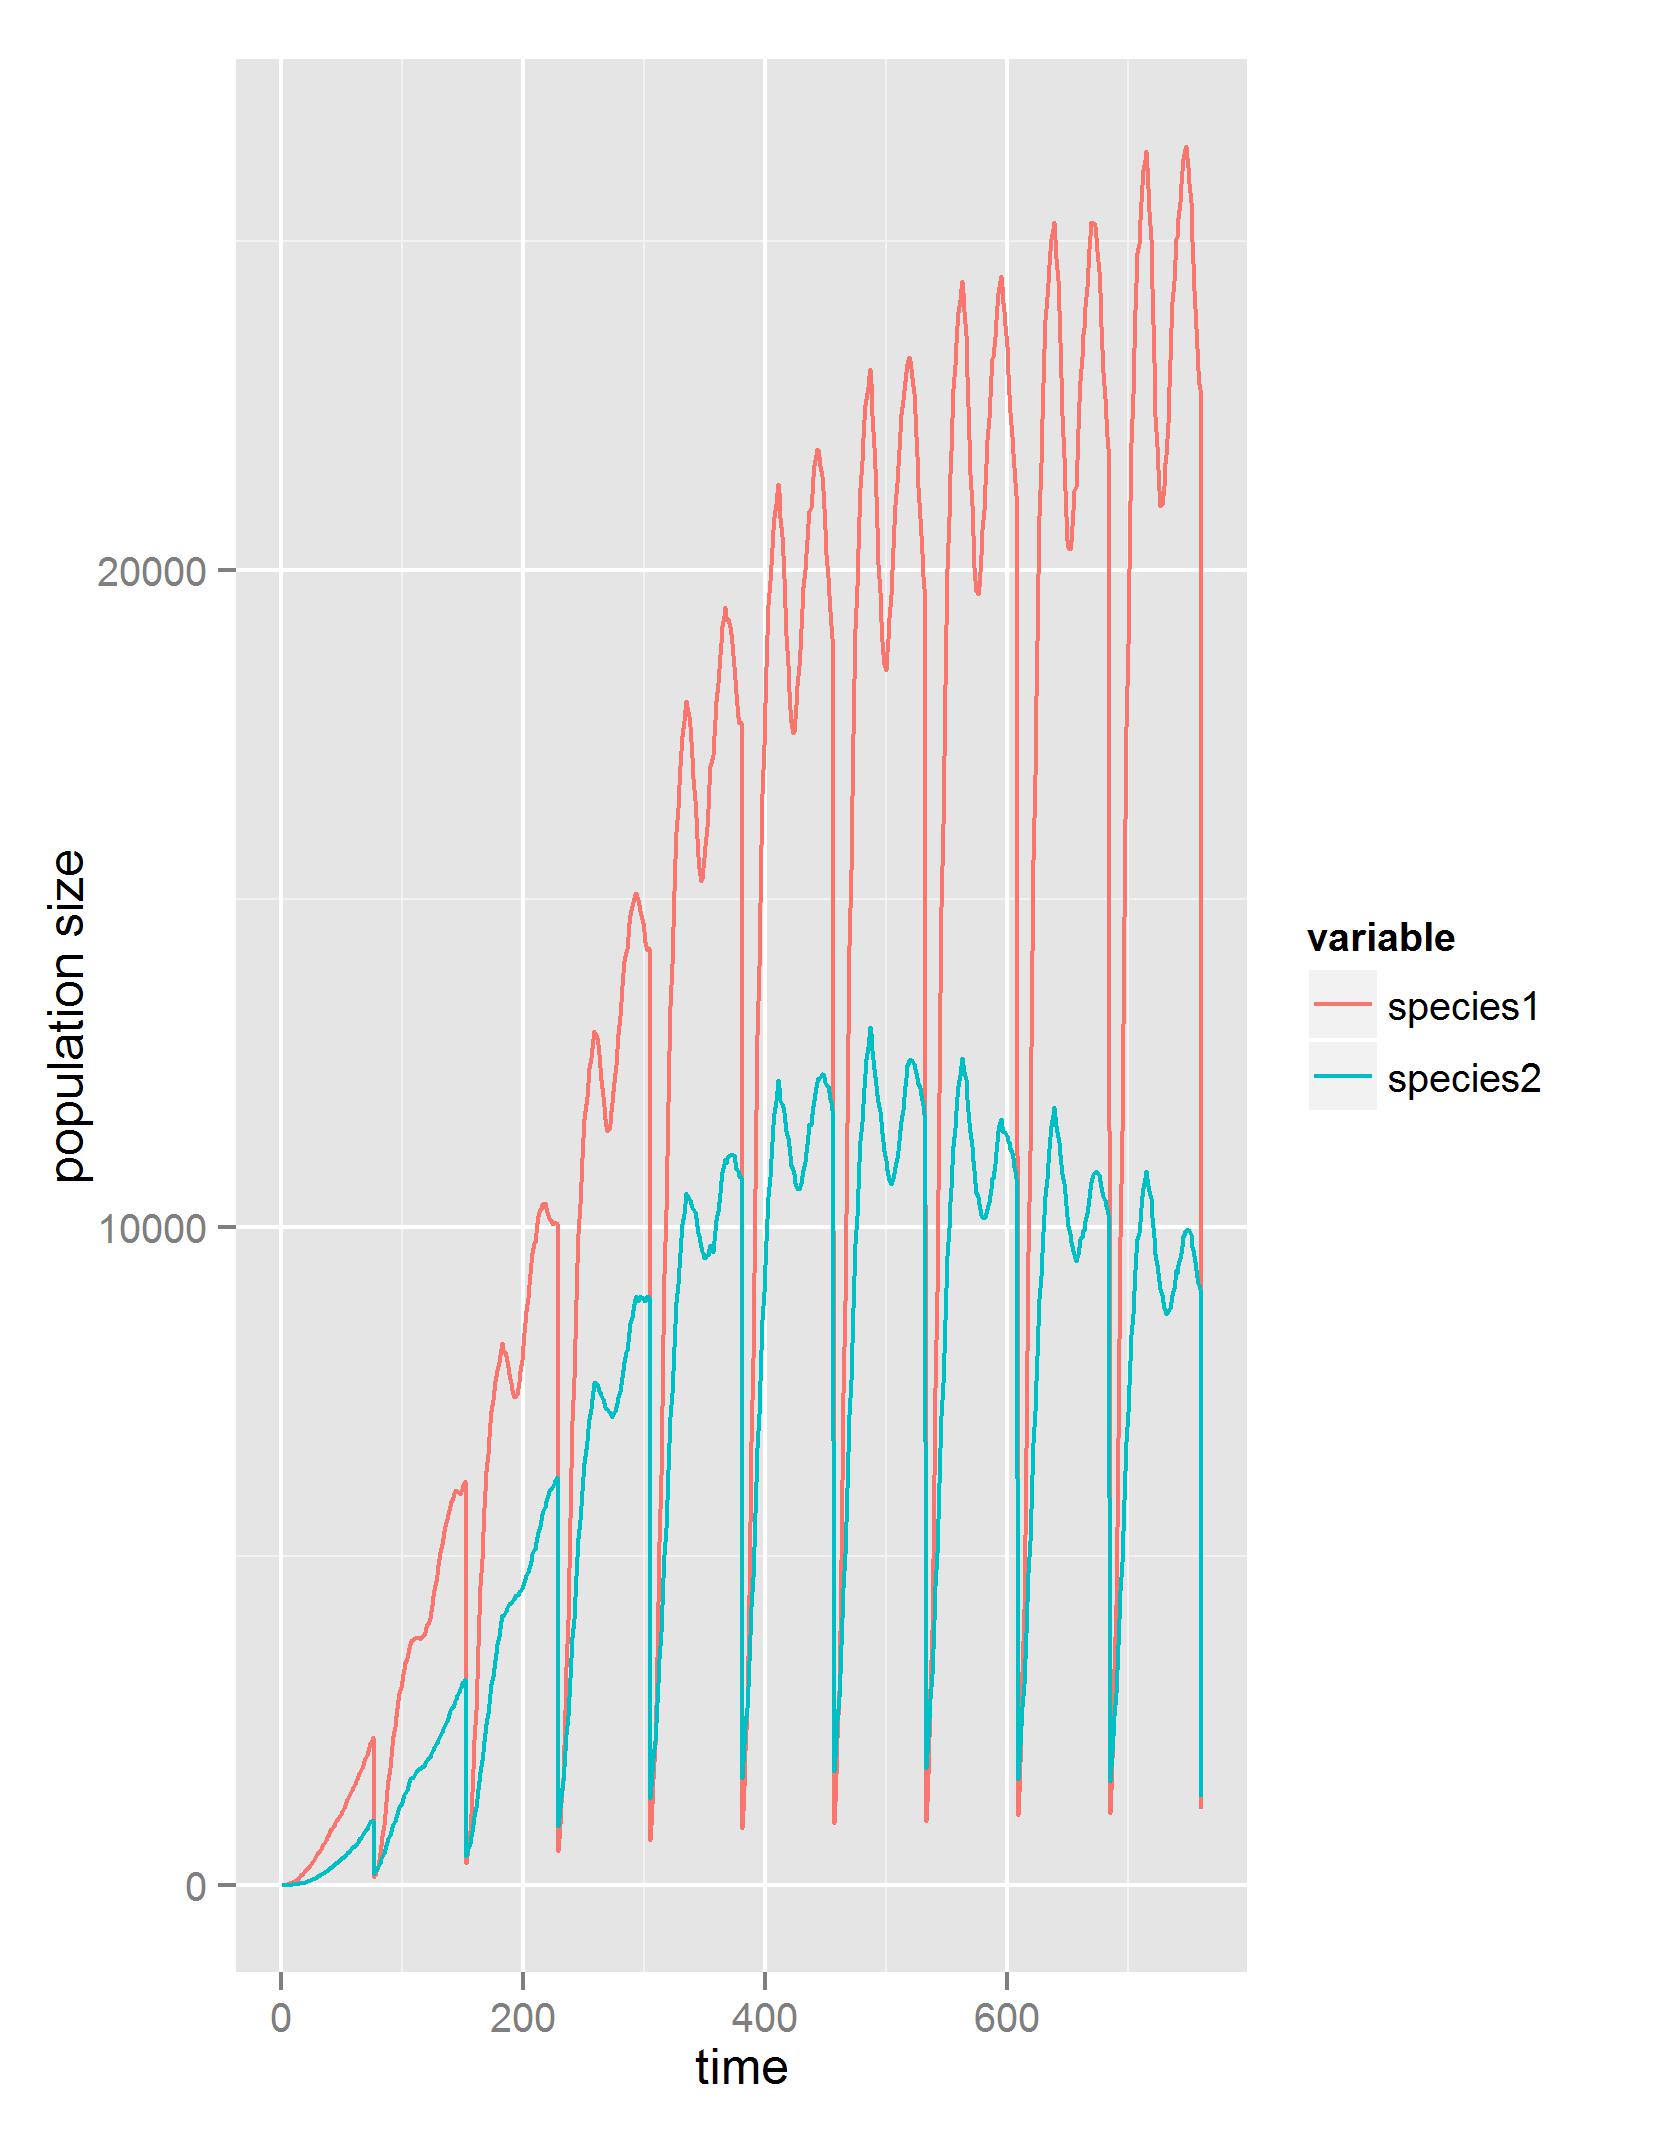 population size
20000
10000
0
0 200 400 600
time
variable
species1
species2